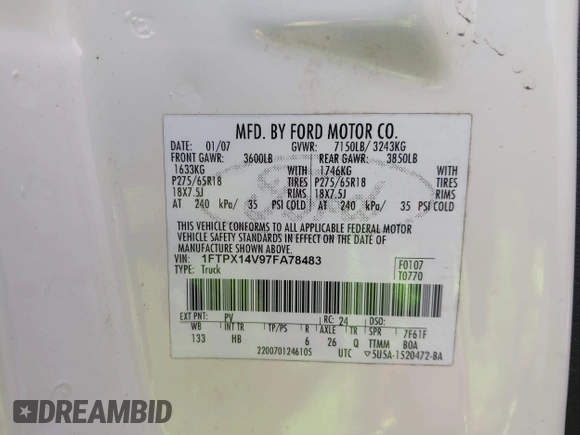 MFD. BY FORD MOTOR CO.
DATE: 01/07 GVWR: 7150LB/ 3243KG
FRONT GAWR: 3600LB REAR GAWR: 3850LB
1633KG WITH 1746KG WITH
P275/65R18 TIRES P275/65R18 TIRES
18X7.5J RIMS 18X7.5J RIMS
AT 240 kPa/ 35 PSI COLD AT 240 kPa/ 35 PSI COLD
THIS VEHICLE CONFORMS TO ALL APPLICABLE FEDERAL MOTOR
VEHICLE SAFETY STANDARDS IN EFFECT ON THE DATE OF
MANUFACTURE SHOWN ABOVE.
VIN: 1FTPX14V97FA78483 F0107
TYPE: Truck T0770
EXT PNT: PV RC: 24 DSO:
WB INT TR TP/PS R AXLE TR SPR 7F61F
133 HB 6 26 Q TTMM B0A
2200701246105 UTC ▽5U5A-1520472-BA
DREAMBID